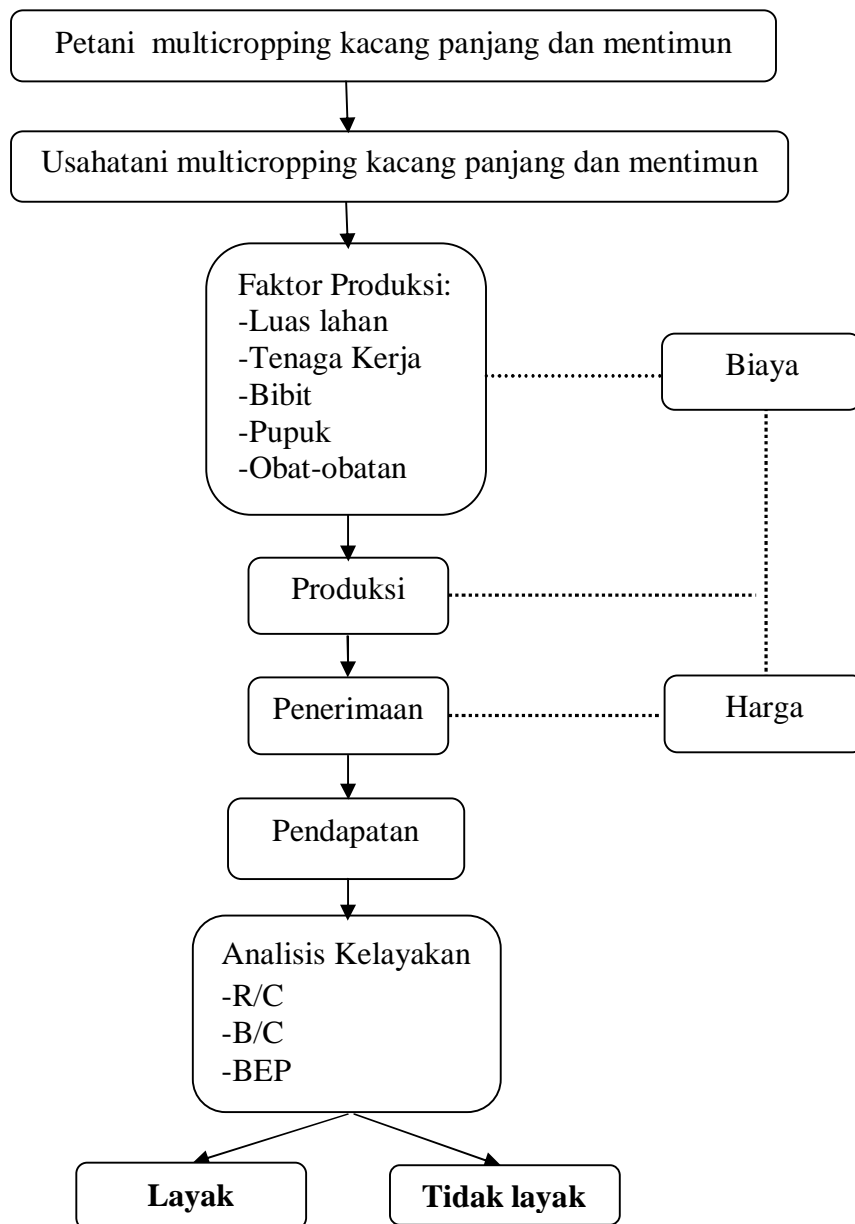 Petani multicropping kacang panjang dan mentimun
Usahatani multicropping kacang panjang dan mentimun
Faktor Produksi:
-Luas lahan
-Tenaga Kerja
-Bibit
-Pupuk
-Obat-obatan
Biaya
Produksi
Penerimaan
Harga
Pendapatan
Analisis Kelayakan
-R/C
-B/C
-BEP
Layak
Tidak layak